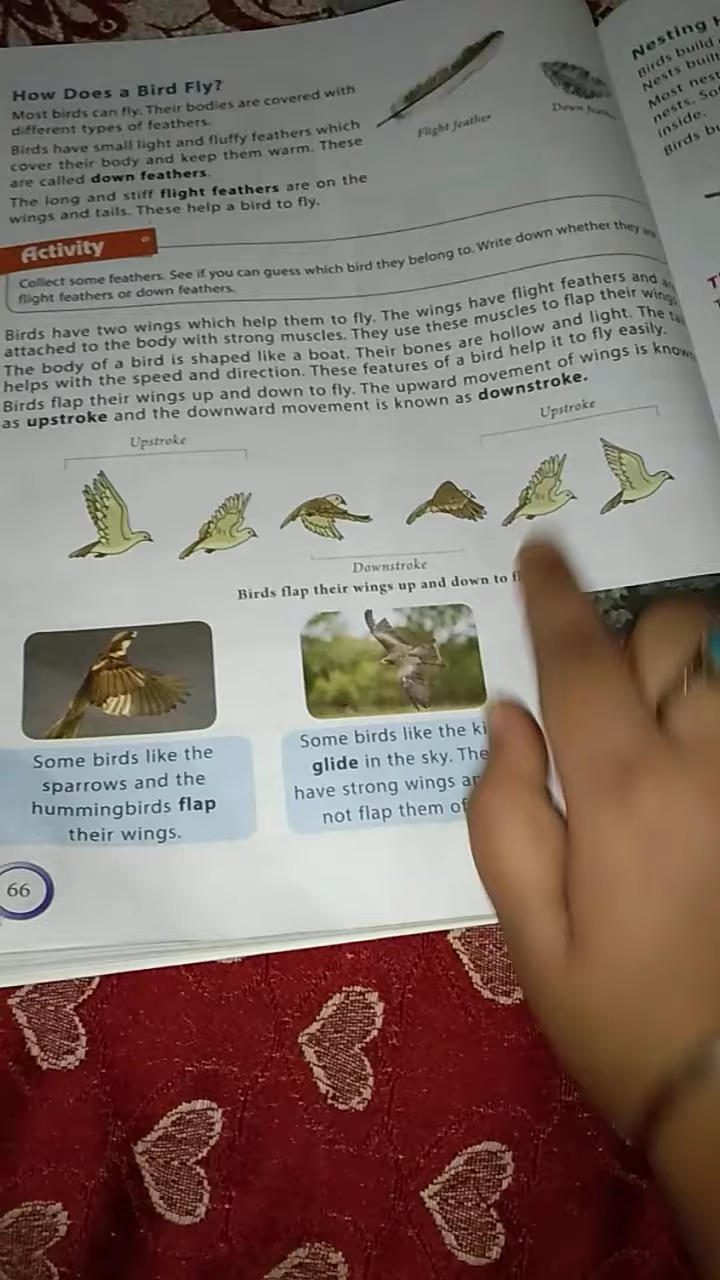 How Does a Bird Fly?
Most birds can fly. Their bodies are covered with
different types of feathers.
Birds have small light and fluffy feathers which
cover their body and keep them warm. These
are called down feathers.
The long and stiff flight feathers are on the
wings and tails. These help a bird to fly.
Flight feather
Down feather
Activity
Collect some feathers. See if you can guess which bird they belong to. Write down whether they
flight feathers or down feathers.
Birds have two wings which help them to fly. The wings have flight feathers and
attached to the body with strong muscles. They use these muscles to flap their wings.
The body of a bird is shaped like a boat. Their bones are hollow and light. The
helps with the speed and direction. These features of a bird help it to fly easily.
Birds flap their wings up and down to fly. The upward movement of wings is known
as upstroke and the downward movement is known as downstroke.
Upstroke
Upstroke
Downstroke
Birds flap their wings up and down to
Some birds like the
sparrows and the
hummingbirds flap
their wings.
Some birds like the
glide in the sky.
have strong wings
not flap them
66
Nesting
Birds build
Nests built
Most
nests.
inside.
Birds